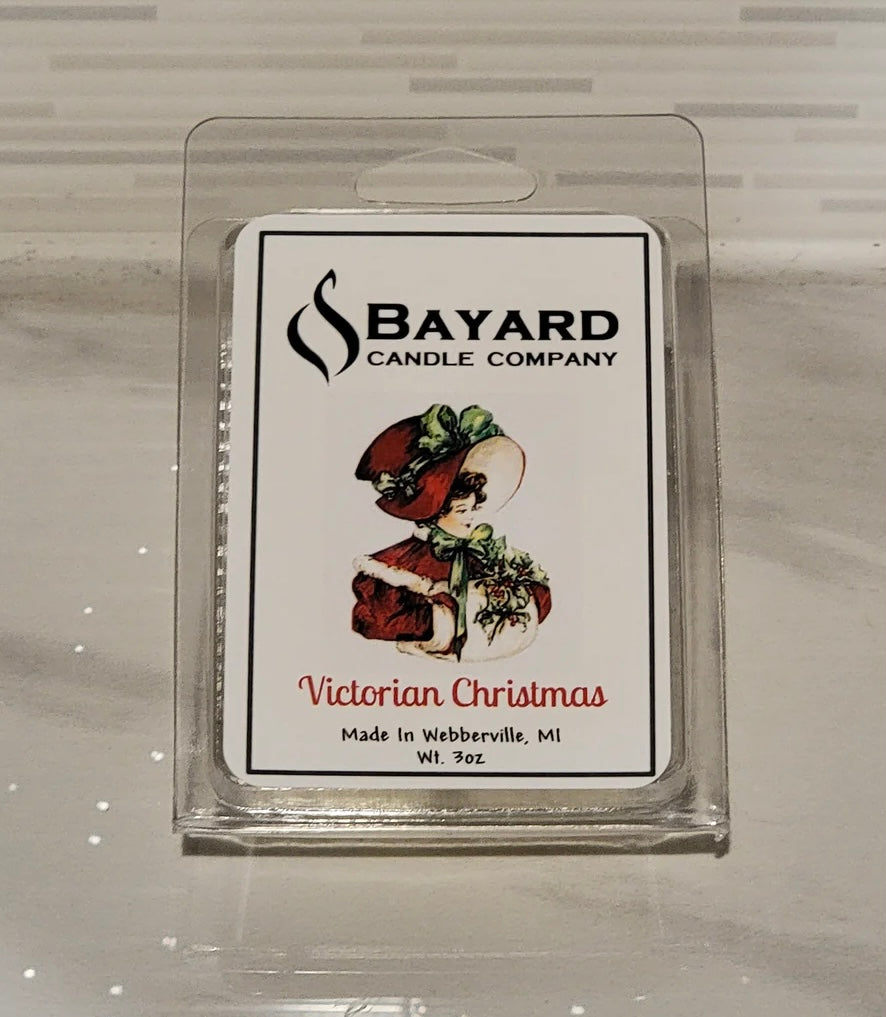 BAYARD
CANDLE COMPANY
Victorian Christmas
Made In Webberville, MI
Wt. 3oz